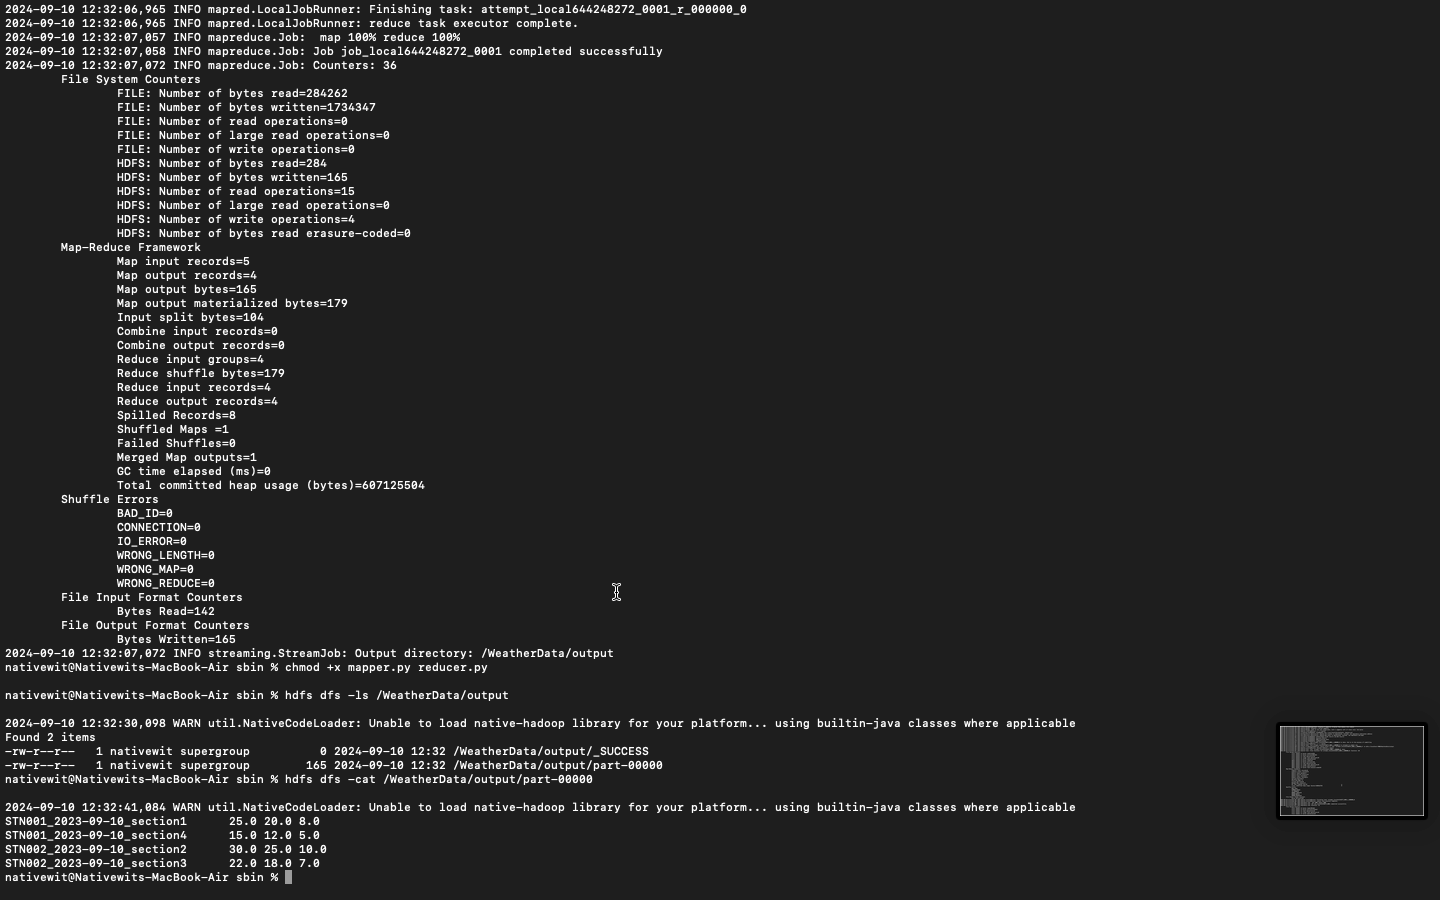 2024-09-10 12:32:06,965 INFO mapred.LocalJobRunner: Finishing task: attempt_local644248272_0001_r_000000_0
2024-09-10 12:32:06,965 INFO mapred.LocalJobRunner: reduce task executor complete.
2024-09-10 12:32:07,057 INFO mapreduce.Job:  map 100% reduce 100%
2024-09-10 12:32:07,058 INFO mapreduce.Job: Job job_local644248272_0001 completed successfully
2024-09-10 12:32:07,072 INFO mapreduce.Job: Counters: 36
File System Counters
FILE: Number of bytes read=284262
FILE: Number of bytes written=1734347
FILE: Number of read operations=0
FILE: Number of large read operations=0
FILE: Number of write operations=0
HDFS: Number of bytes read=284
HDFS: Number of bytes written=165
HDFS: Number of read operations=15
HDFS: Number of large read operations=0
HDFS: Number of write operations=4
HDFS: Number of bytes read erasure-coded=0
Map-Reduce Framework
Map input records=5
Map output records=4
Map output bytes=165
Map output materialized bytes=179
Input split bytes=104
Combine input records=0
Combine output records=0
Reduce input groups=4
Reduce shuffle bytes=179
Reduce input records=4
Reduce output records=4
Spilled Records=8
Shuffled Maps =1
Failed Shuffles=0
Merged Map outputs=1
GC time elapsed (ms)=0
Total committed heap usage (bytes)=607125504
Shuffle Errors
BAD_ID=0
CONNECTION=0
IO_ERROR=0
WRONG_LENGTH=0
WRONG_MAP=0
WRONG_REDUCE=0
File Input Format Counters
Bytes Read=142
File Output Format Counters
Bytes Written=165
2024-09-10 12:32:07,072 INFO streaming.StreamJob: Output directory: /WeatherData/output
nativewit@Nativewits-MacBook-Air sbin % chmod +x mapper.py reducer.py
nativewit@Nativewits-MacBook-Air sbin % hdfs dfs -ls /WeatherData/output
2024-09-10 12:32:30,098 WARN util.NativeCodeLoader: Unable to load native-hadoop library for your platform... using builtin-java classes where applicable
Found 2 items
-rw-r--r--   1 nativewit supergroup          0 2024-09-10 12:32 /WeatherData/output/_SUCCESS
-rw-r--r--   1 nativewit supergroup        165 2024-09-10 12:32 /WeatherData/output/part-00000
nativewit@Nativewits-MacBook-Air sbin % hdfs dfs -cat /WeatherData/output/part-00000
2024-09-10 12:32:41,084 WARN util.NativeCodeLoader: Unable to load native-hadoop library for your platform... using builtin-java classes where applicable
STN001_2023-09-10_section1      25.0 20.0 8.0
STN001_2023-09-10_section4      15.0 12.0 5.0
STN002_2023-09-10_section2      30.0 25.0 10.0
STN002_2023-09-10_section3      22.0 18.0 7.0
nativewit@Nativewits-MacBook-Air sbin %